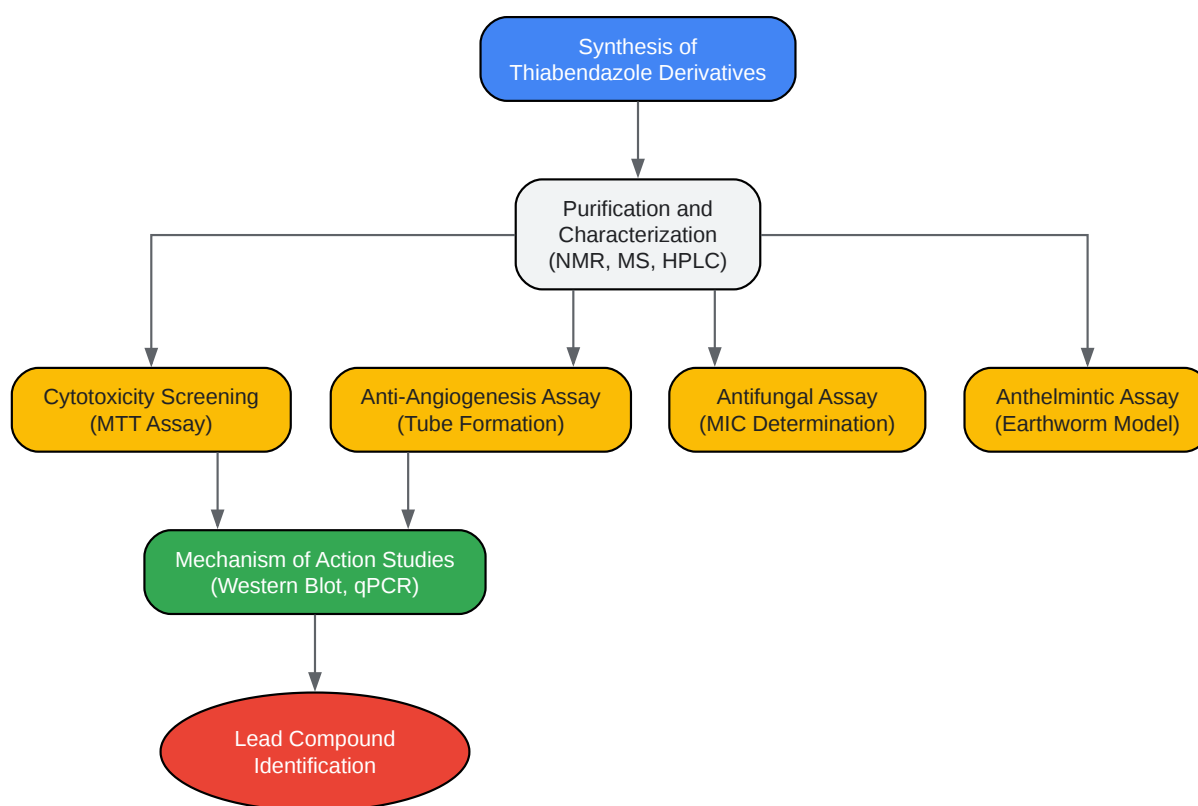 Synthesis of
Thiabendazole Derivatives
Purification and
Characterization
(NMR, MS, HPLC)
Cytotoxicity Screening
(MTT Assay)
Anti-Angiogenesis Assay
(Tube Formation)
Antifungal Assay
(MIC Determination)
Anthelmintic Assay
(Earthworm Model)
Mechanism of Action Studies
(Western Blot, qPCR)
Lead Compound
Identification